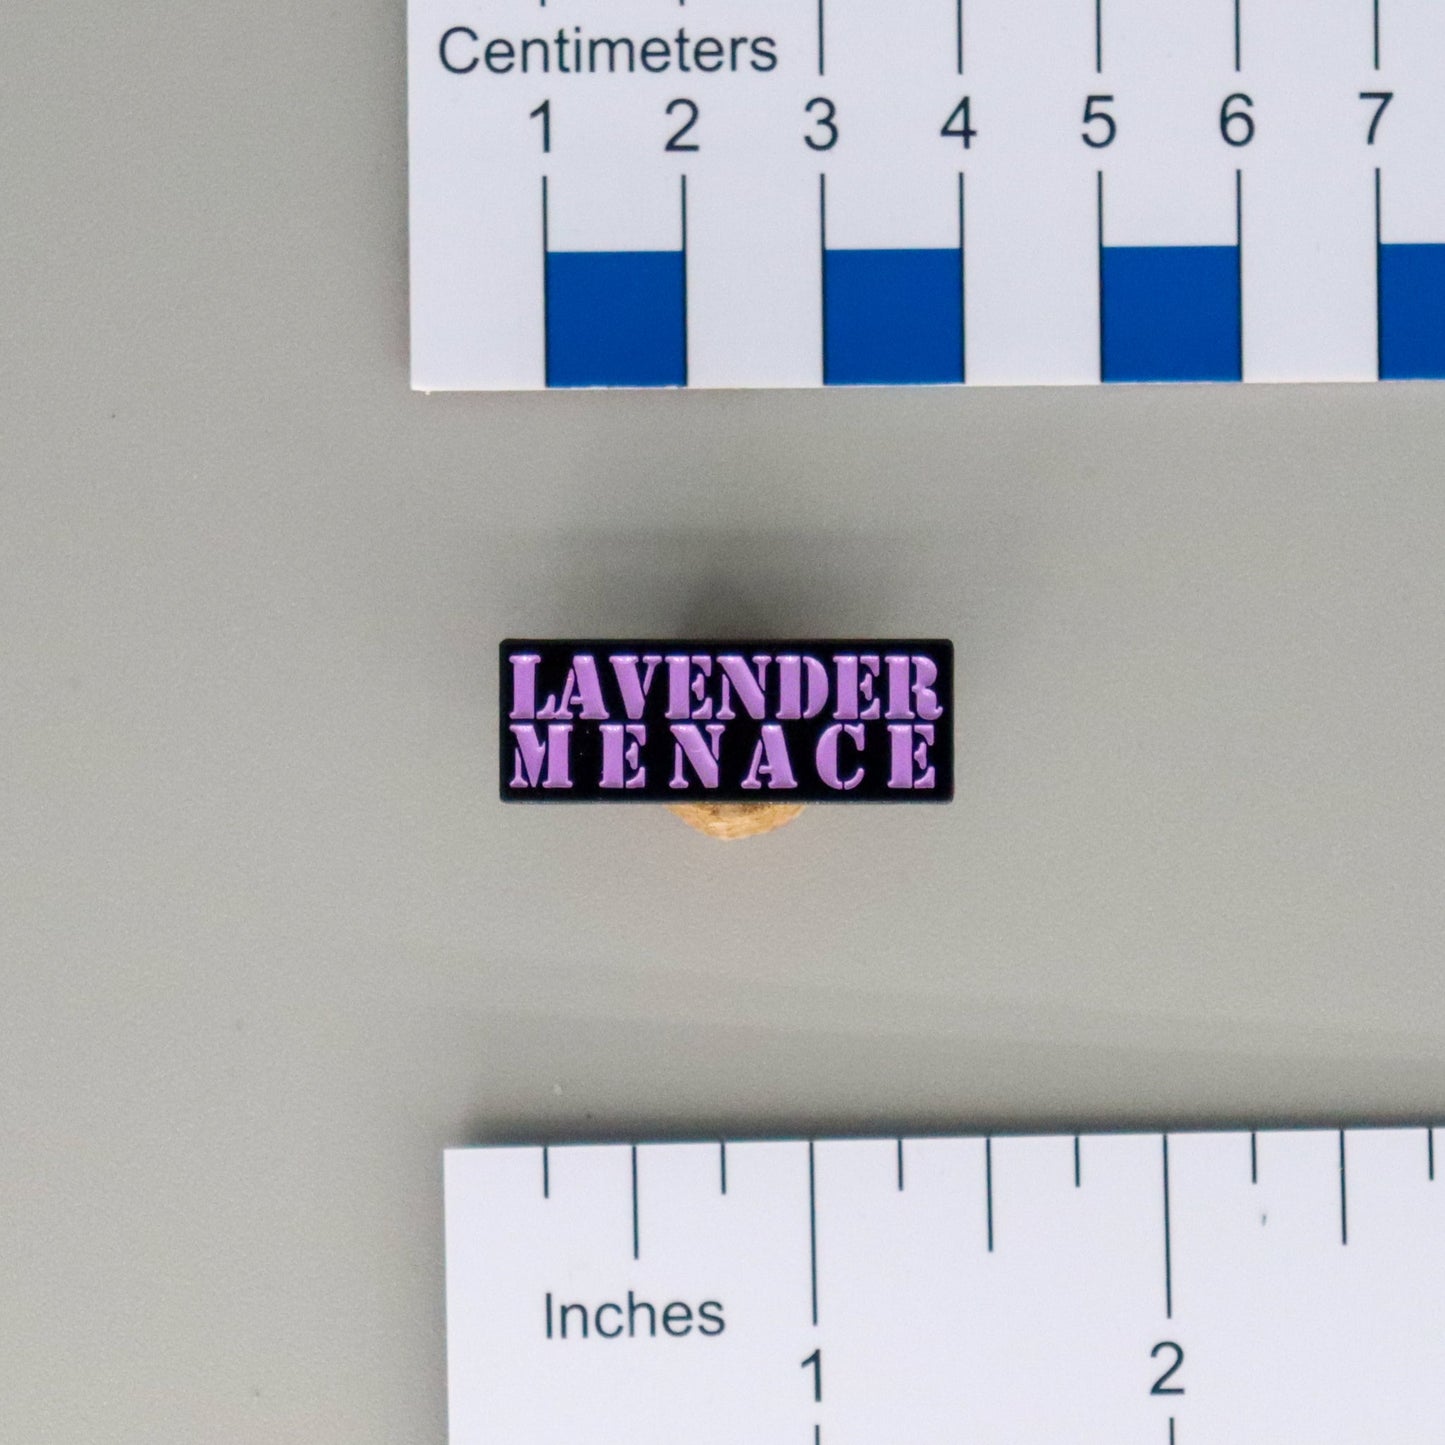 Centimeters
1 2 3 4 5 6 7
LAVENDER
MENACE
Inches
1 2